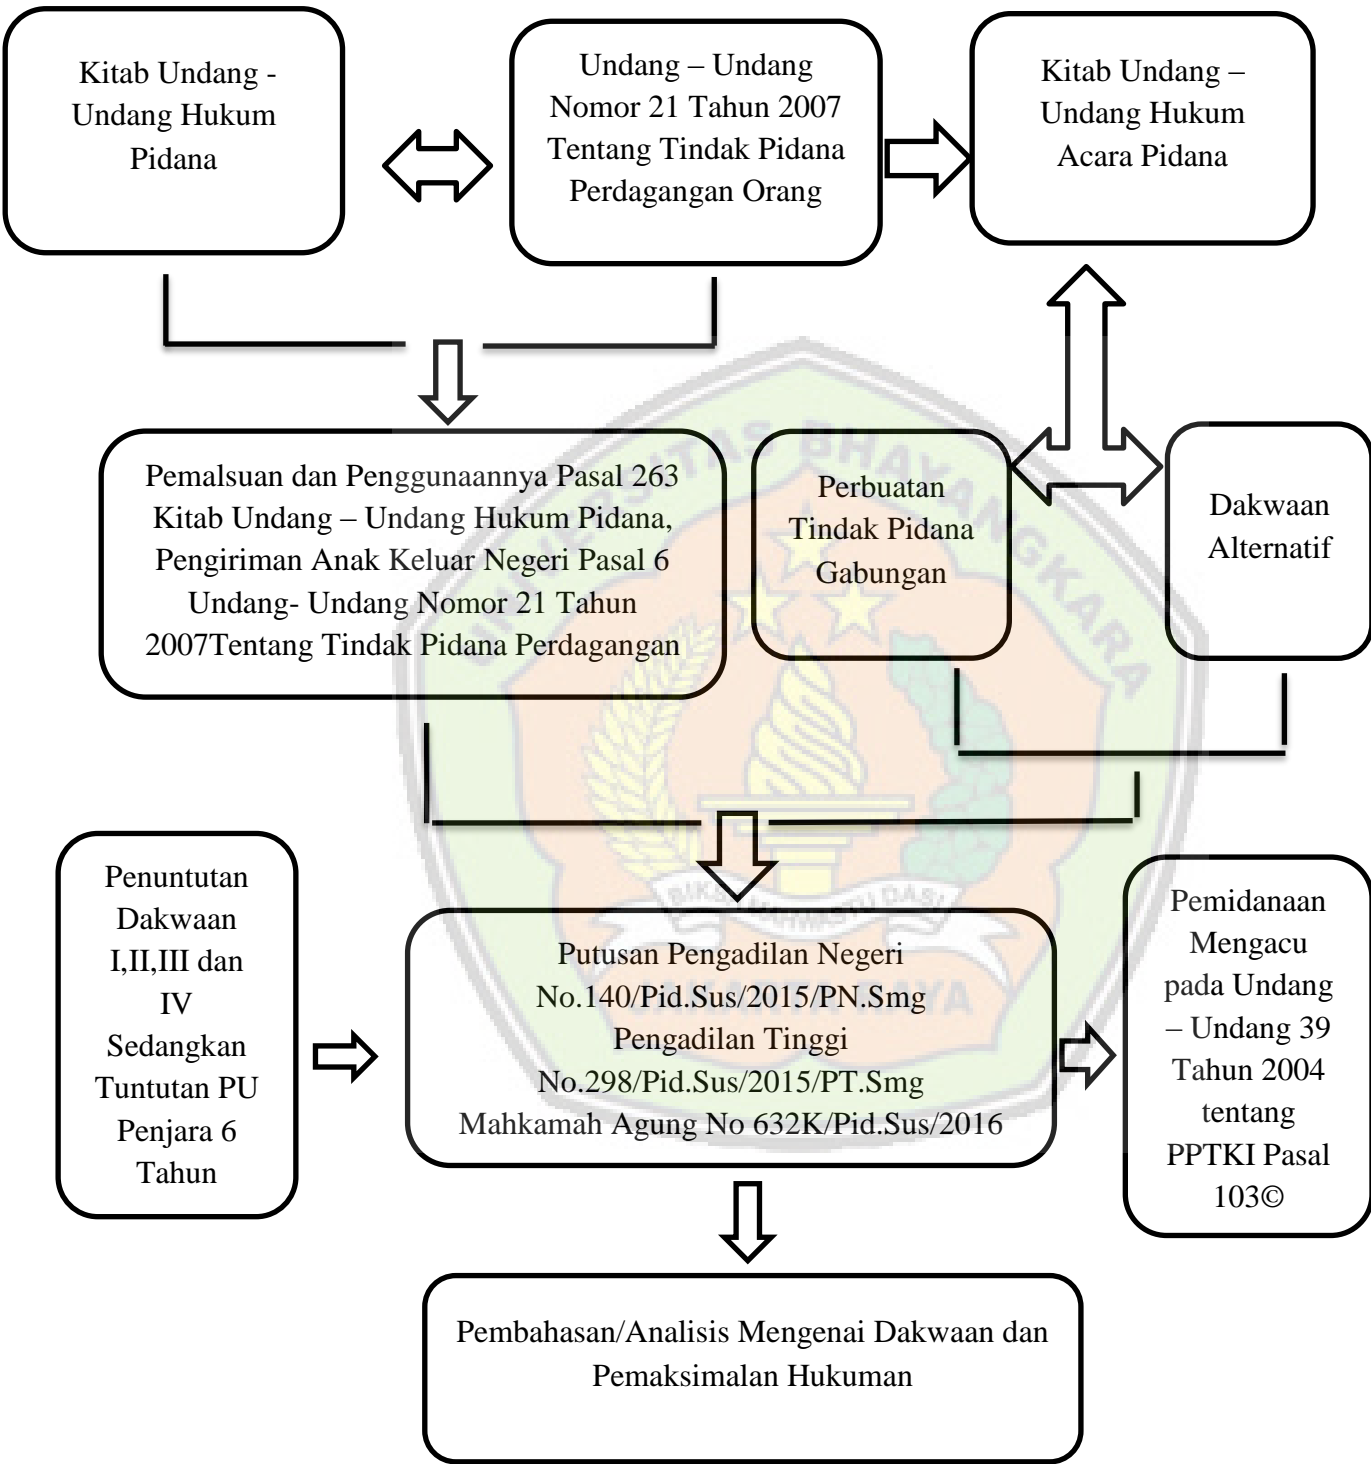 Kitab Undang -
Undang Hukum
Pidana
Undang – Undang
Nomor 21 Tahun 2007
Tentang Tindak Pidana
Perdagangan Orang
Kitab Undang –
Undang Hukum
Acara Pidana
Pemalsuan dan Penggunaannya Pasal 263
Kitab Undang – Undang Hukum Pidana,
Pengiriman Anak Keluar Negeri Pasal 6
Undang- Undang Nomor 21 Tahun
2007Tentang Tindak Pidana Perdagangan
Perbuatan
Tindak Pidana
Gabungan
Dakwaan
Alternatif
Penuntutan
Dakwaan
I,II,III dan
IV
Sedangkan
Tuntutan PU
Penjara 6
Tahun
Putusan Pengadilan Negeri
No.140/Pid.Sus/2015/PN.Smg
Pengadilan Tinggi
No.298/Pid.Sus/2015/PT.Smg
Mahkamah Agung No 632K/Pid.Sus/2016
Pemidanaan
Mengacu
pada Undang
– Undang 39
Tahun 2004
tentang
PPTKI Pasal
103©
Pembahasan/Analisis Mengenai Dakwaan dan
Pemaksimalan Hukuman
UNIVERSITAS BHAYANGKARA
JAKARTA RAYA